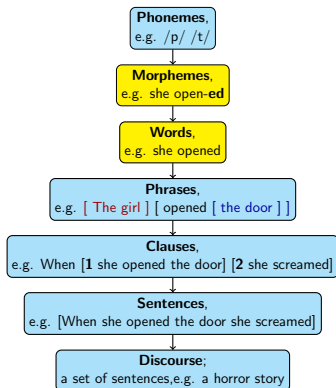 Phonemes,
e.g. /p/ /t/
Morphemes,
e.g. she open-ed
Words,
e.g. she opened
Phrases,
e.g. [ The girl ] [ opened [ the door ] ]
Clauses,
e.g. When [1 she opened the door] [2 she screamed]
Sentences,
e.g. [When she opened the door she screamed]
Discourse;
a set of sentences,e.g. a horror story